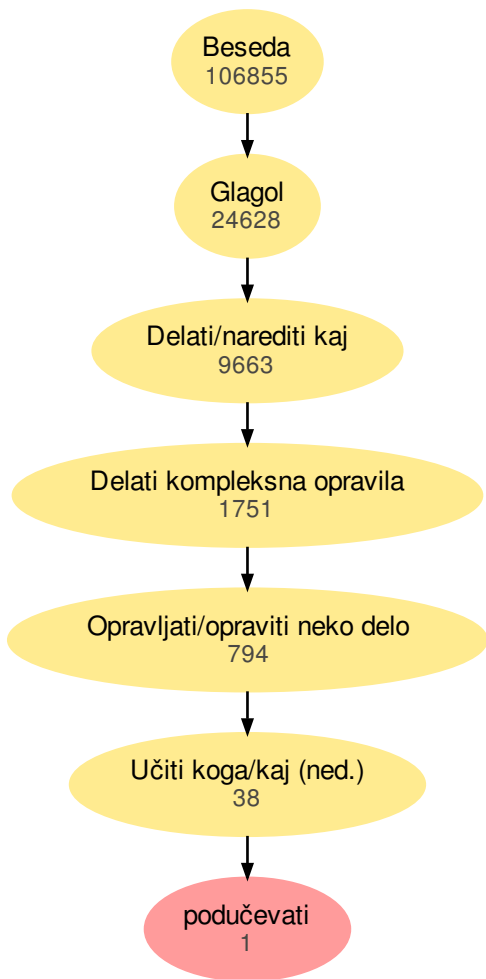 Beseda
106855
Glagol
24628
Delati/narediti kaj
9663
Delati kompleksna opravila
1751
Opravljati/opraviti neko delo
794
Učiti koga/kaj (ned.)
38
podučevati
1